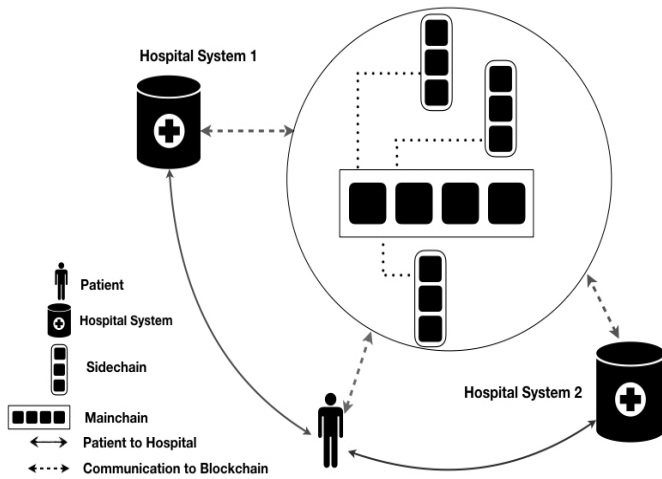 Hospital System 1
Patient
Hospital System
Sidechain
Mainchain
Patient to Hospital
Communication to Blockchain
Hospital System 2